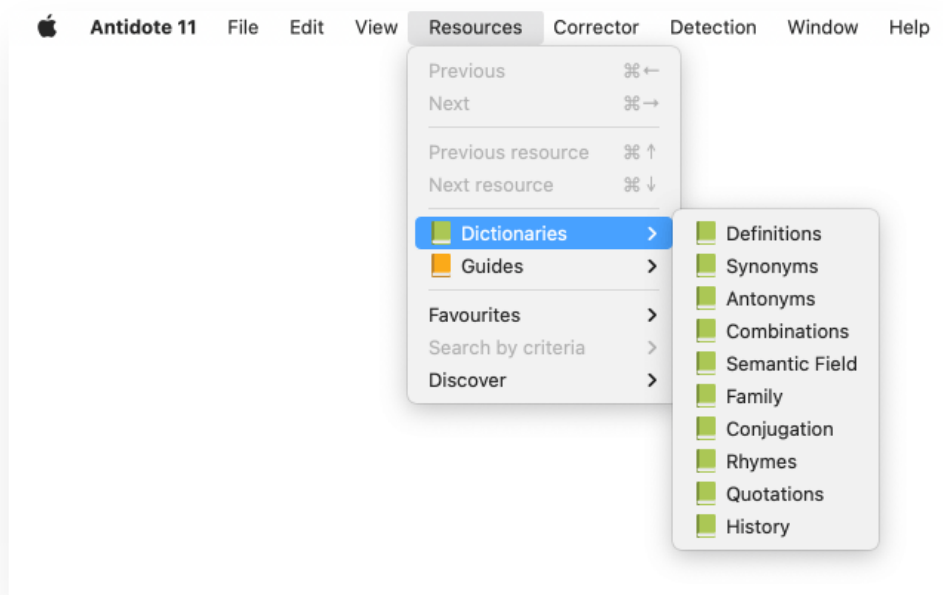 Antidote 11 File Edit View Resources Corrector Detection Window Help
Previous ⌘←
Next ⌘→
Previous resource ⌘↑
Next resource ⌘↓
Dictionaries
Guides
Favourites
Search by criteria
Discover
Definitions
Synonyms
Antonyms
Combinations
Semantic Field
Family
Conjugation
Rhymes
Quotations
History